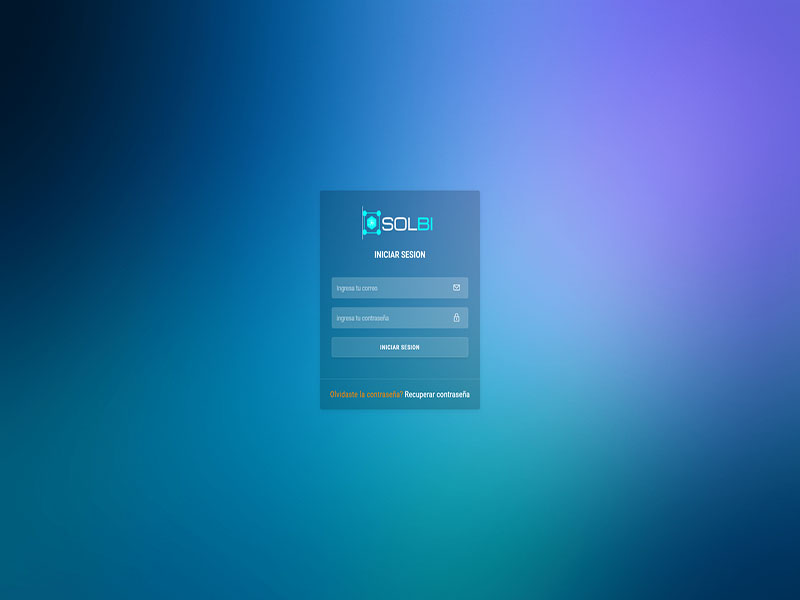 SOLBI
INICIAR SESION
Ingresa tu correo
Ingresa tu contraseña
INICIAR SESION
Olvidaste la contraseña? Recuperar contraseña